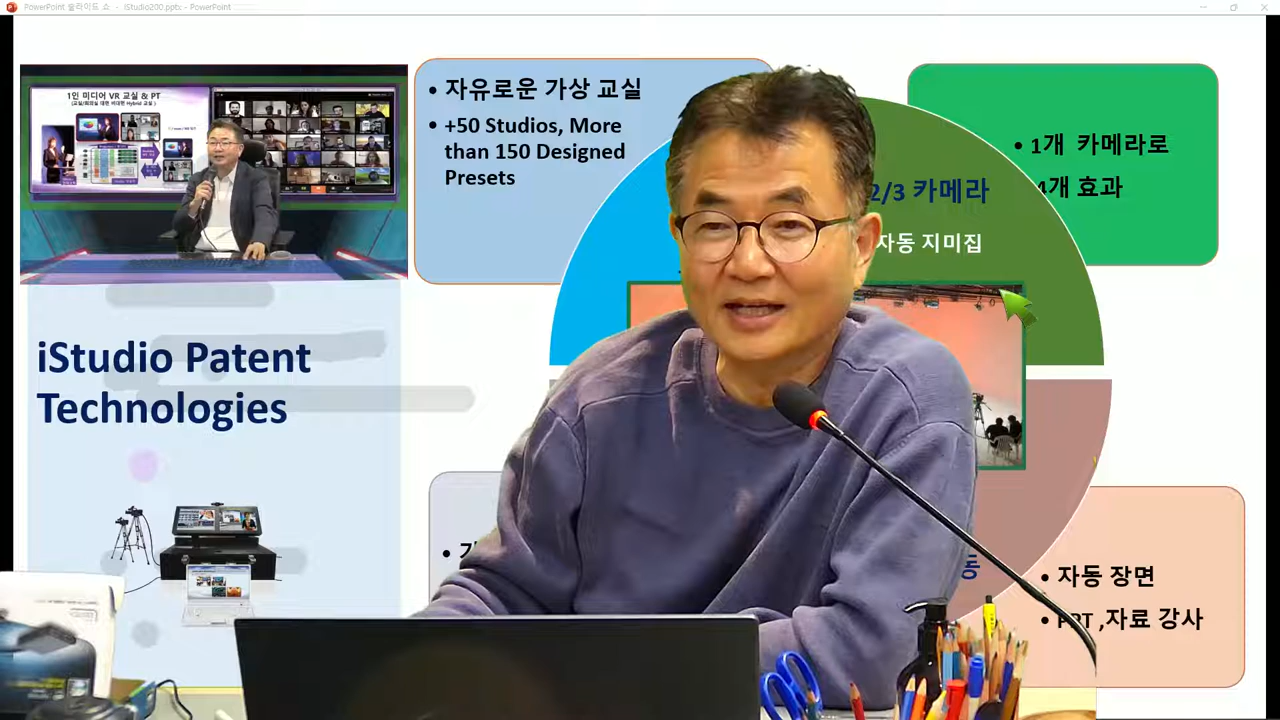 PowerPoint 슬라이드 쇼 - iStudio200.pptx - PowerPoint
1인 미디어 VR 교실 & PT
• 자유로운 가상 교실
• +50 Studios, More
than 150 Designed
Presets
2/3 카메라
자동 지미집
• 1개 카메라로
4개 효과
iStudio Patent
Technologies
• 자동 장면
• PPT ,자료 강사